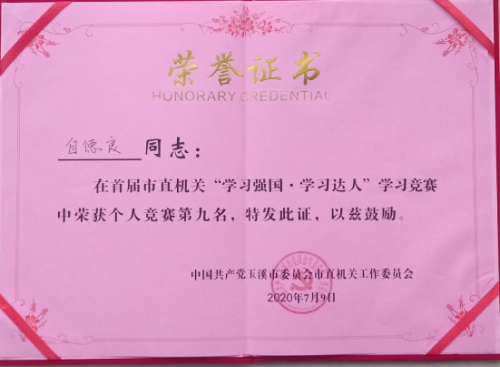 荣誉证书
HONORARY CREDENTIAL
自德良 同志：
在首届市直机关“学习强国·学习达人”学习竞赛
中荣获个人竞赛第九名，特发此证，以兹鼓励。
中国共产党玉溪市委员会市直机关工作委员会
2020年7月9日